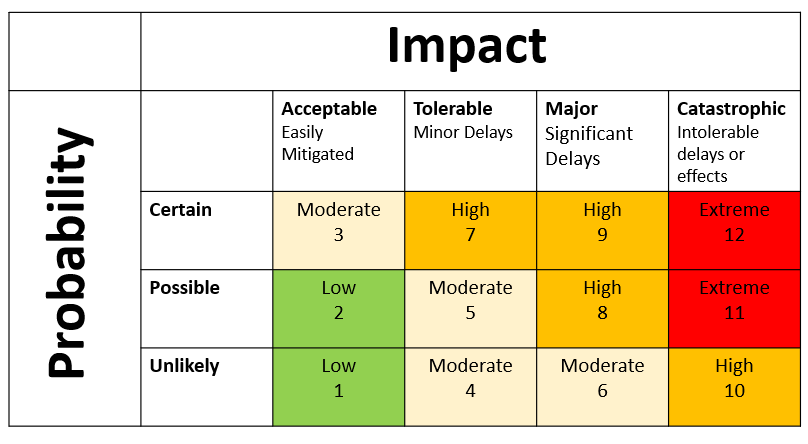 Impact
Probability
Acceptable
Easily
Mitigated
Tolerable
Minor Delays
Major
Significant
Delays
Catastrophic
Intolerable
delays or
effects
Certain
Moderate
3
High
7
High
9
Extreme
12
Possible
Low
2
Moderate
5
High
8
Extreme
11
Unlikely
Low
1
Moderate
4
Moderate
6
High
10